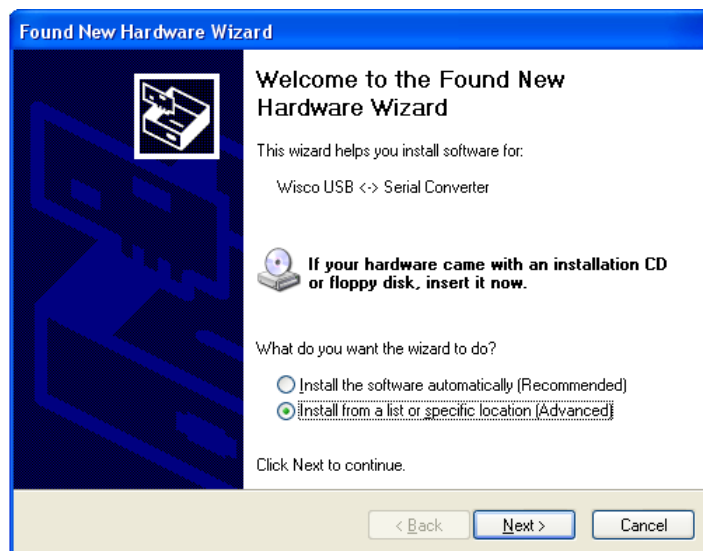 Found New Hardware Wizard
Welcome to the Found New
Hardware Wizard
This wizard helps you install software for:
Wisco USB <-> Serial Converter
If your hardware came with an installation CD
or floppy disk, insert it now.
What do you want the wizard to do?
Install the software automatically (Recommended)
Install from a list or specific location (Advanced)
Click Next to continue.
< Back Next > Cancel